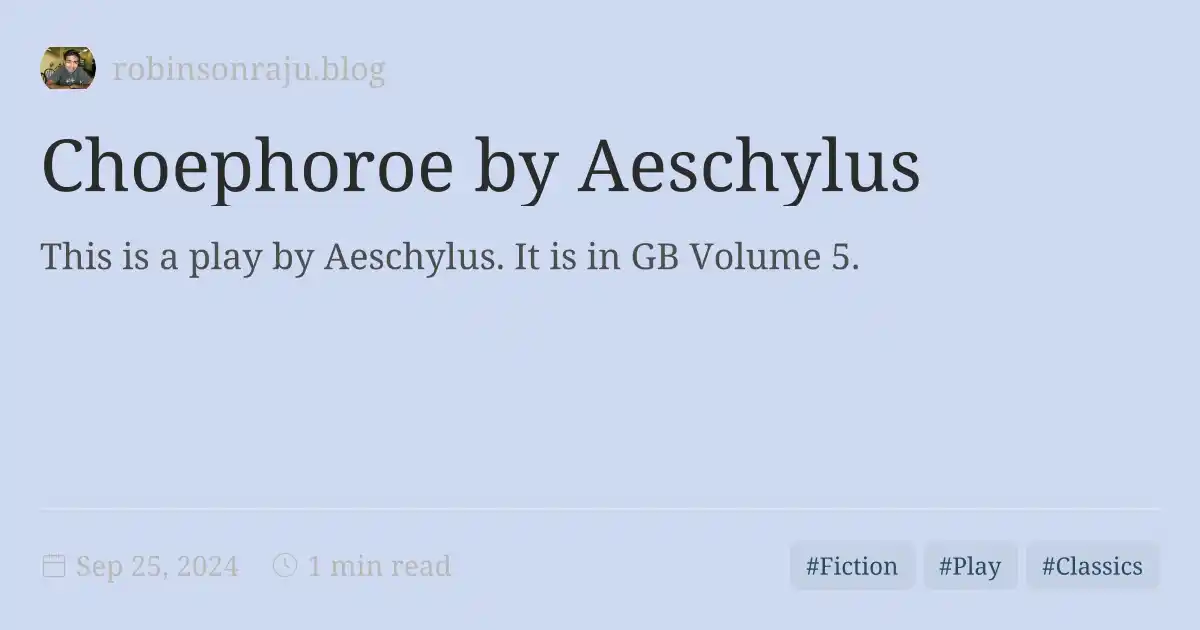 robinsonraju.blog
Choephoroe by Aeschylus
This is a play by Aeschylus. It is in GB Volume 5.
Sep 25, 2024 1 min read #Fiction #Play #Classics